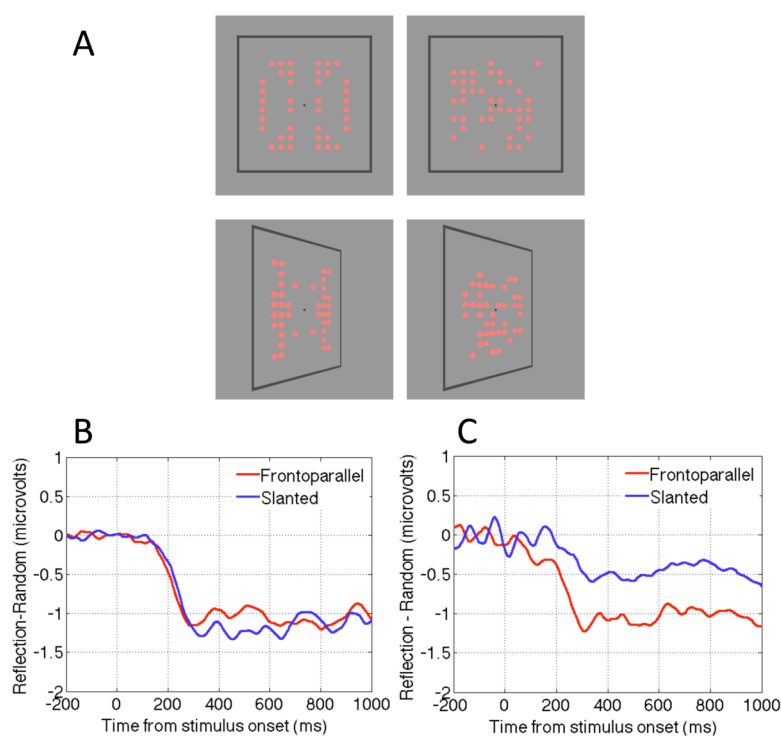 A
B
C
1
0.5
0
-0.5
-1
-1.5
-2
-200
0
200
400
600
800
1000
Reflection-Random (microvolts)
Time from stimulus onset (ms)
Frontoparallel
Slanted
1
0.5
0
-0.5
-1
-1.5
-2
-200
0
200
400
600
800
1000
Reflection - Random (microvolts)
Time from stimulus onset (ms)
Frontoparallel
Slanted